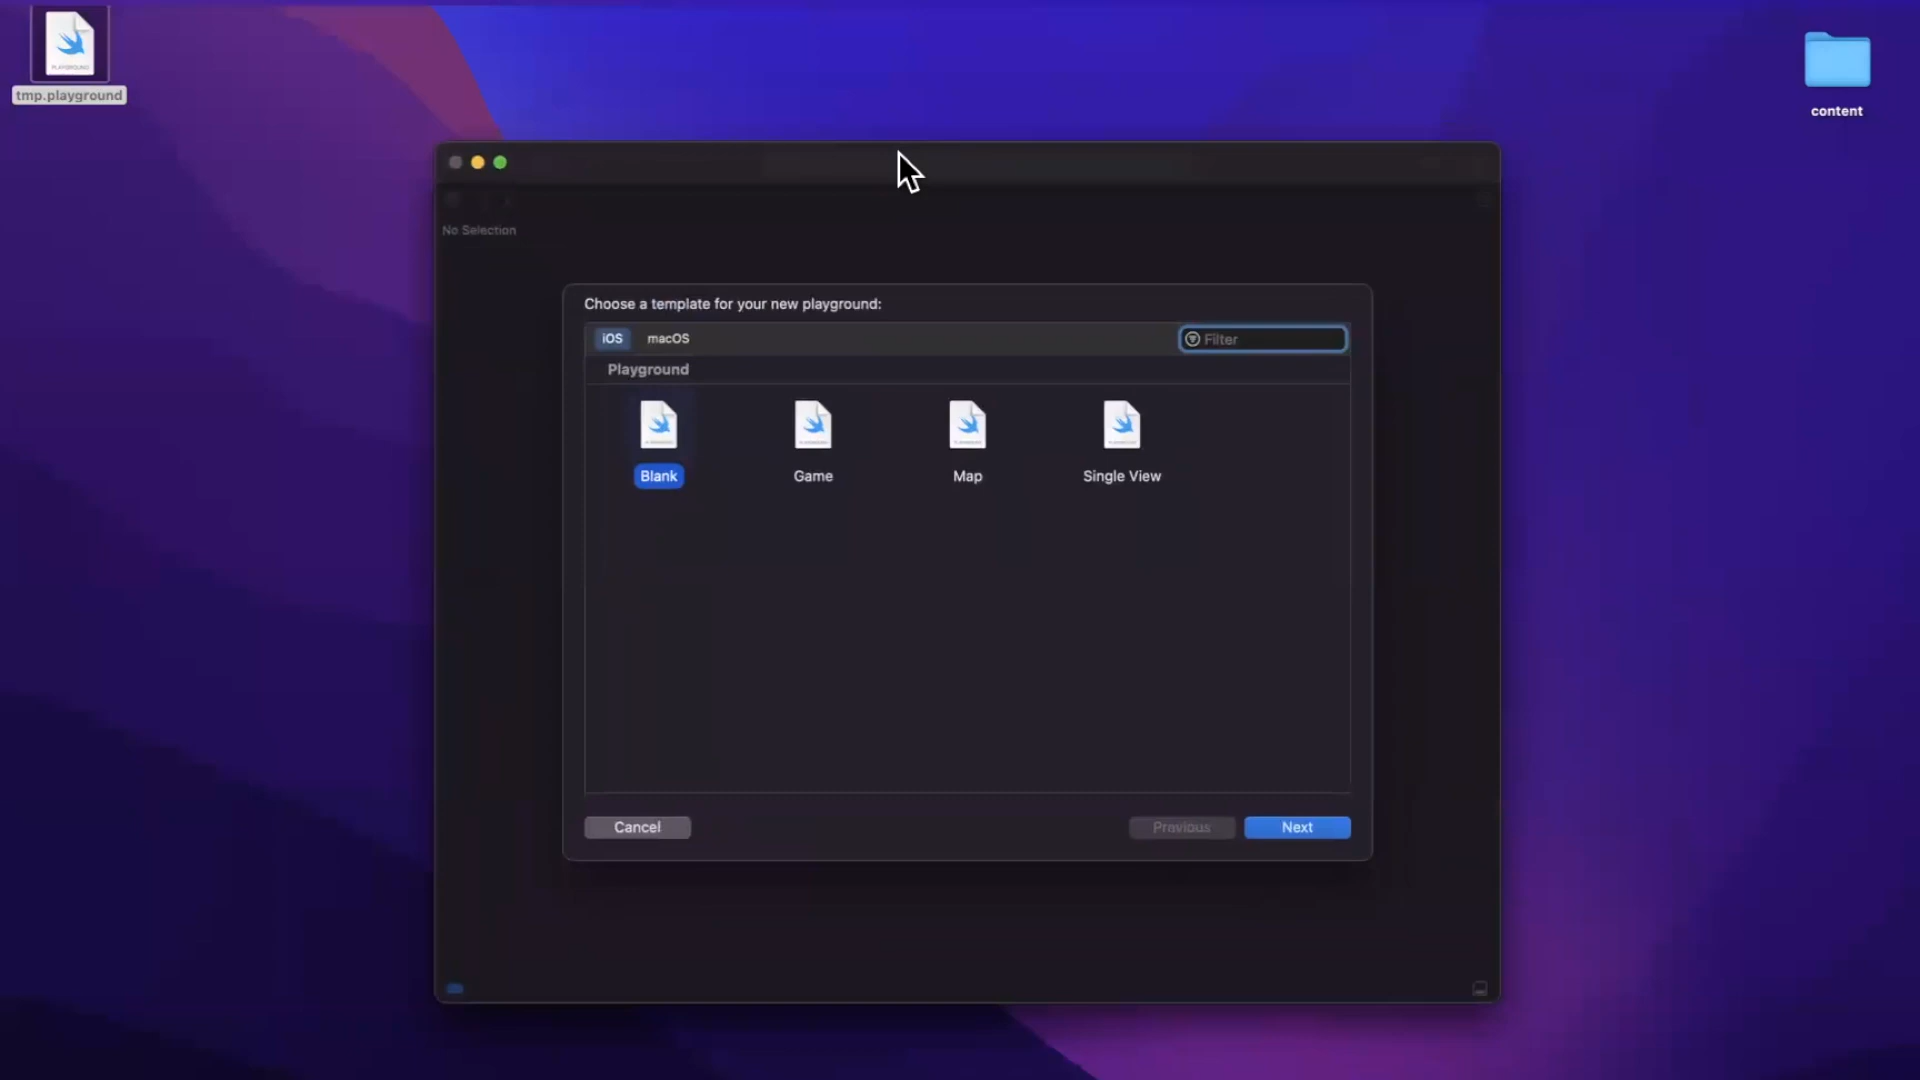 tmp.playground
content
No Selection
Choose a template for your new playground:
iOS macOS Filter
Playground
Blank Game Map Single View
Cancel Previous Next